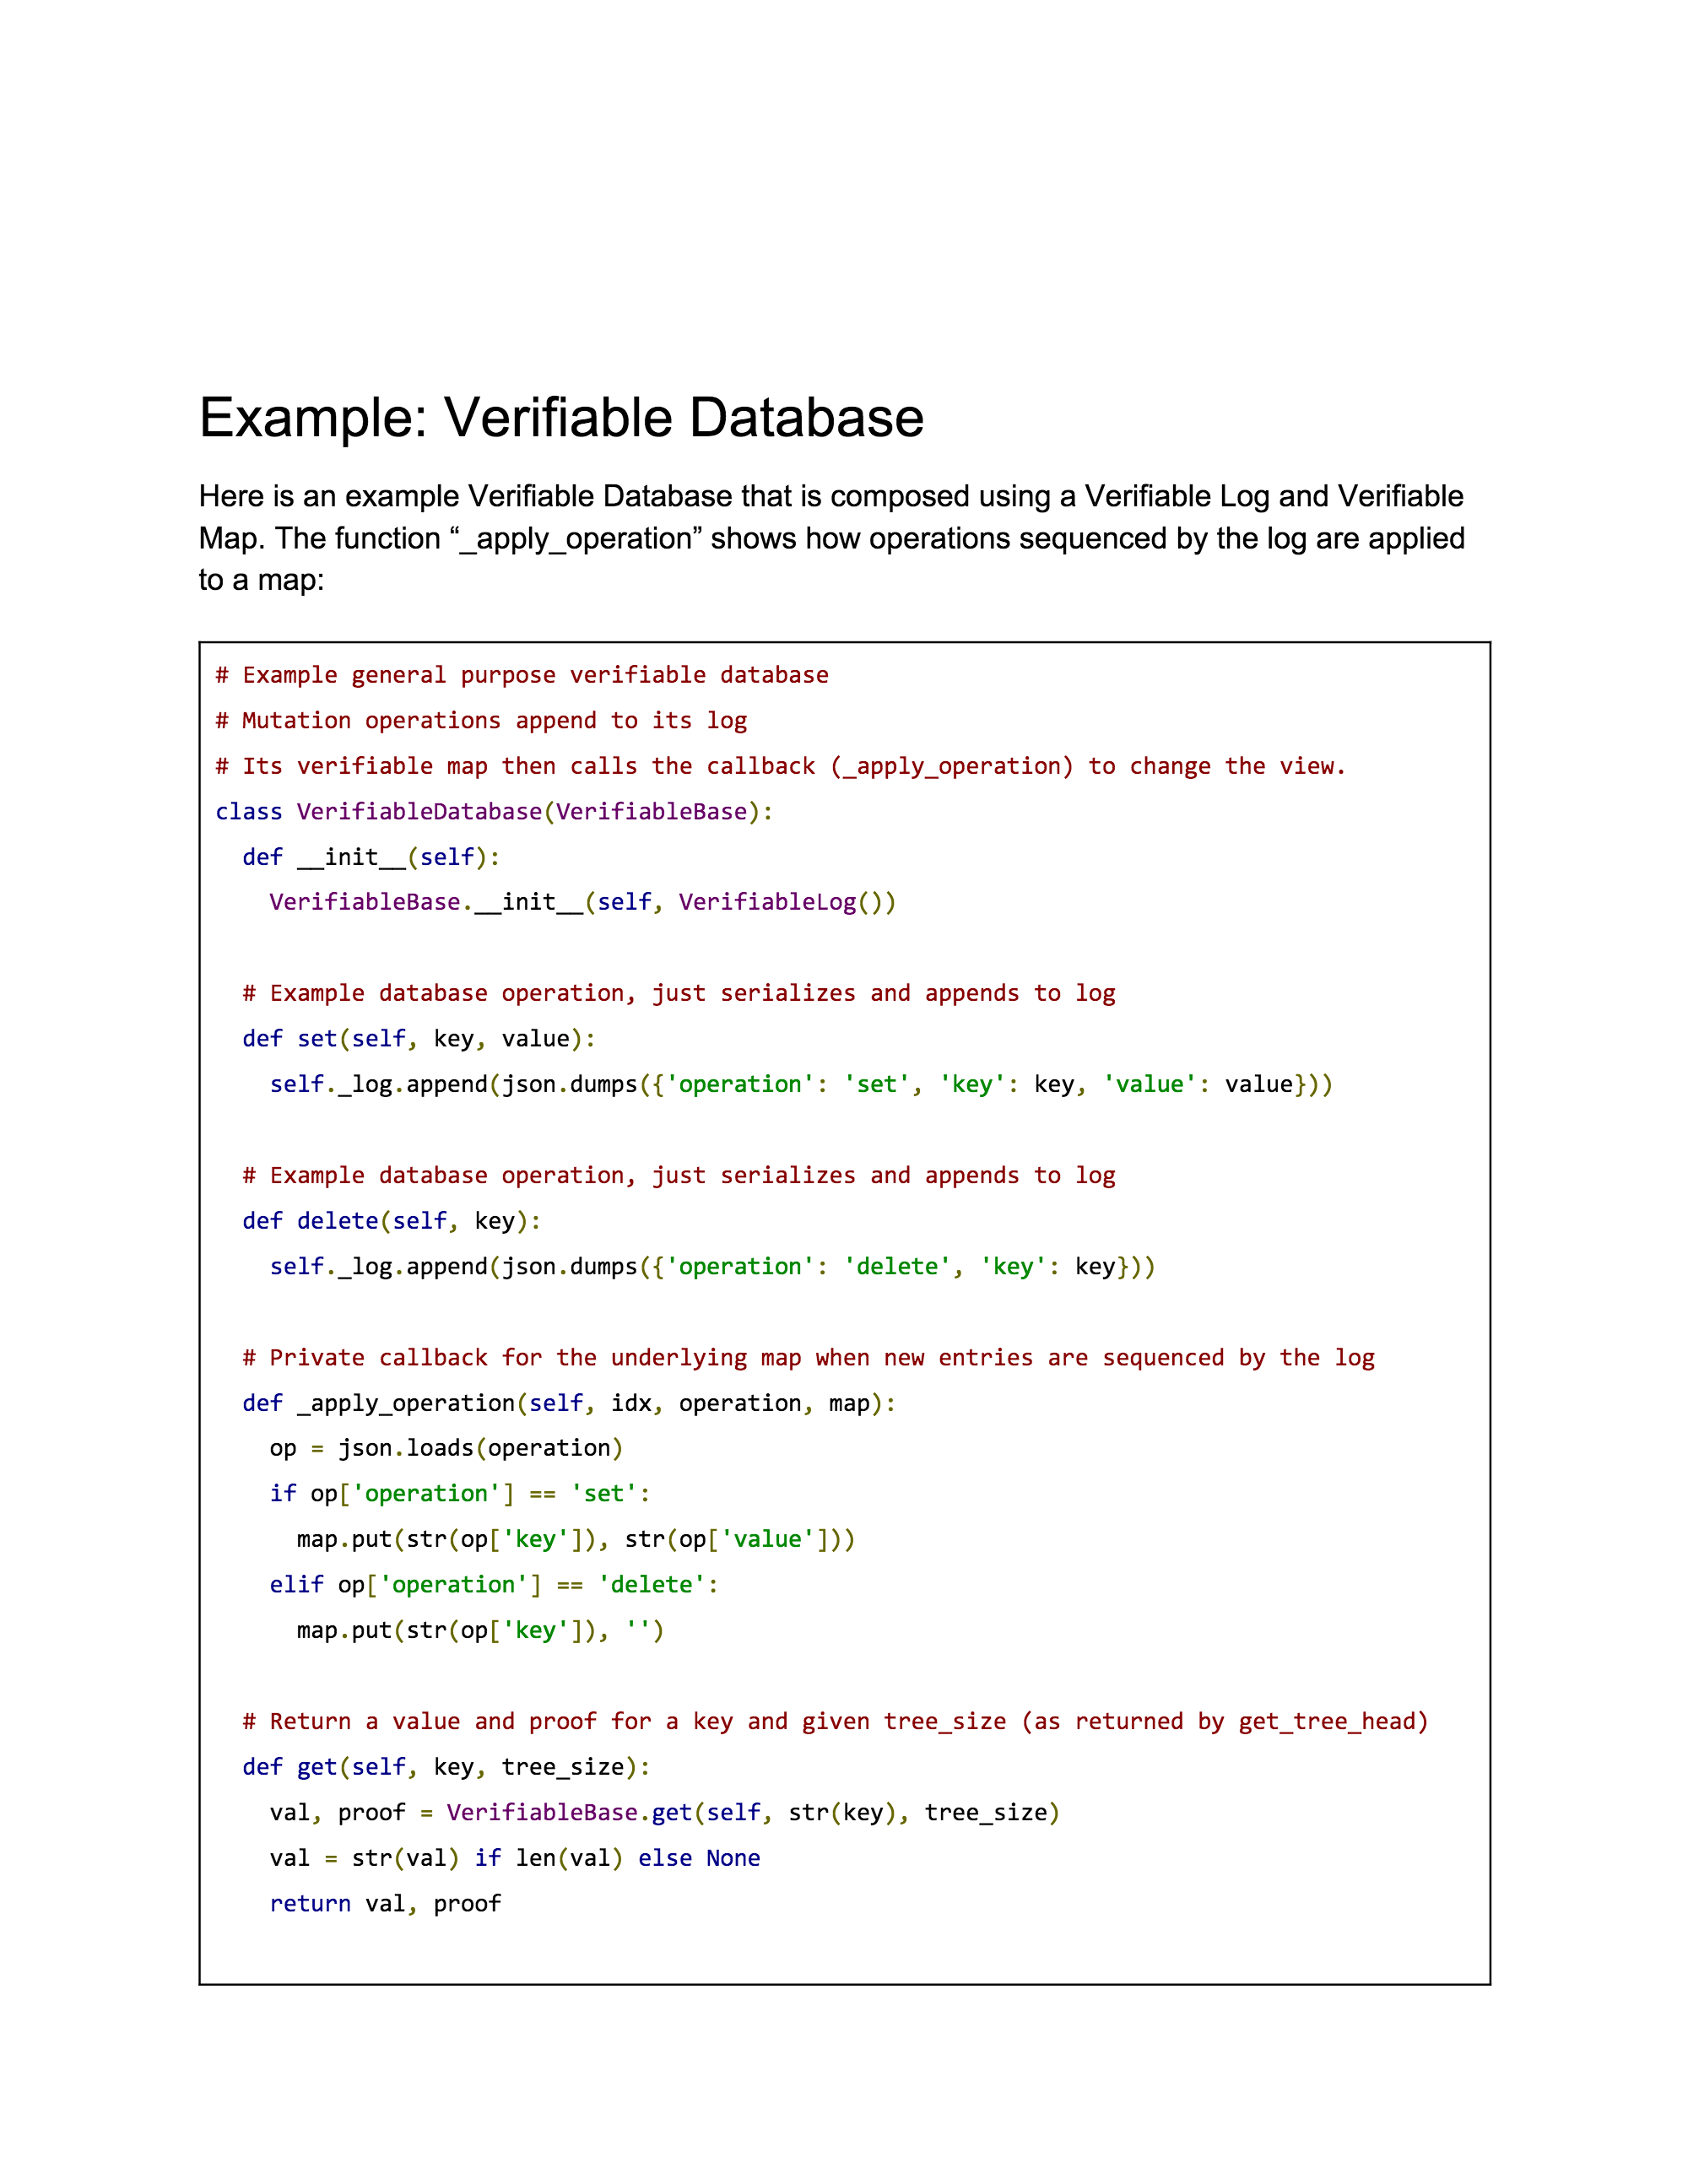 Example: Verifiable Database
Here is an example Verifiable Database that is composed using a Verifiable Log and Verifiable
Map. The function “_apply_operation” shows how operations sequenced by the log are applied
to a map:
# Example general purpose verifiable database
# Mutation operations append to its log
# Its verifiable map then calls the callback (_apply_operation) to change the view.
class VerifiableDatabase(VerifiableBase):
  def __init__(self):
    VerifiableBase.__init__(self, VerifiableLog())

  # Example database operation, just serializes and appends to log
  def set(self, key, value):
    self._log.append(json.dumps({'operation': 'set', 'key': key, 'value': value}))

  # Example database operation, just serializes and appends to log
  def delete(self, key):
    self._log.append(json.dumps({'operation': 'delete', 'key': key}))

  # Private callback for the underlying map when new entries are sequenced by the log
  def _apply_operation(self, idx, operation, map):
    op = json.loads(operation)
    if op['operation'] == 'set':
      map.put(str(op['key']), str(op['value']))
    elif op['operation'] == 'delete':
      map.put(str(op['key']), '')

  # Return a value and proof for a key and given tree_size (as returned by get_tree_head)
  def get(self, key, tree_size):
      val, proof = VerifiableBase.get(self, str(key), tree_size)
      val = str(val) if len(val) else None
    return val, proof